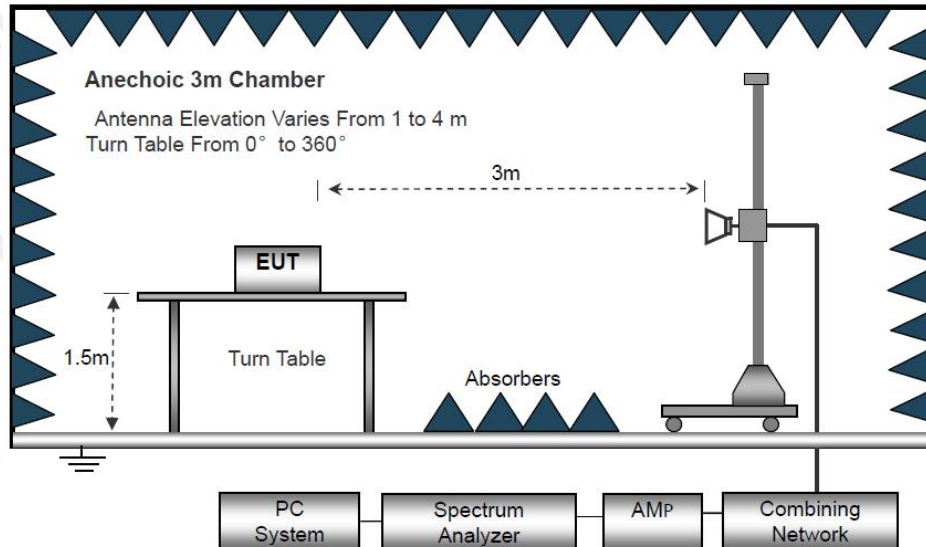 Anechoic 3m Chamber
Antenna Elevation Varies From 1 to 4 m
Turn Table From 0° to 360°
3m
EUT
1.5m
Turn Table
Absorbers
PC
System
Spectrum
Analyzer
AMP
Combining
Network